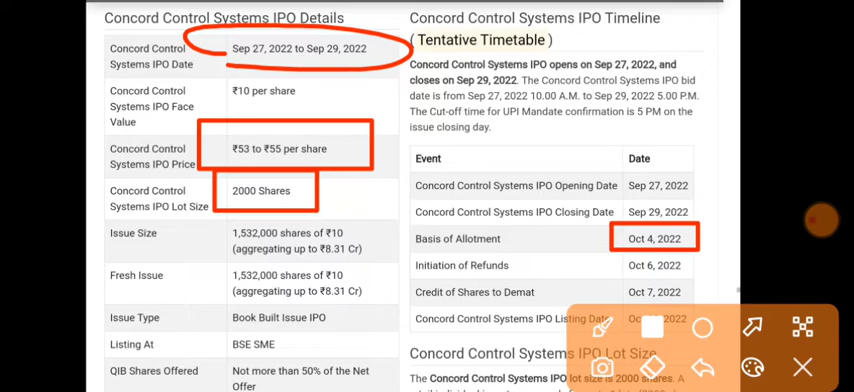 Concord Control Systems IPO Details
Concord Control
Systems IPO Date
Sep 27, 2022 to Sep 29, 2022
Concord Control
Systems IPO Face
Value
₹10 per share
Concord Control
Systems IPO Price
₹53 to ₹55 per share
Concord Control
Systems IPO Lot Size
2000 Shares
Issue Size
1,532,000 shares of ₹10
(aggregating up to ₹8.31 Cr)
Fresh Issue
1,532,000 shares of ₹10
(aggregating up to ₹8.31 Cr)
Issue Type
Book Built Issue IPO
Listing At
BSE SME
QIB Shares Offered
Not more than 50% of the Net
Offer
Concord Control Systems IPO Timeline
(Tentative Timetable)
Concord Control Systems IPO opens on Sep 27, 2022, and
closes on Sep 29, 2022. The Concord Control Systems IPO bid
date is from Sep 27, 2022 10.00 A.M. to Sep 29, 2022 5.00 P.M.
The Cut-off time for UPI Mandate confirmation is 5 PM on the
issue closing day.
Event Date
Concord Control Systems IPO Opening Date Sep 27, 2022
Concord Control Systems IPO Closing Date Sep 29, 2022
Basis of Allotment Oct 4, 2022
Initiation of Refunds Oct 6, 2022
Credit of Shares to Demat Oct 7, 2022
Concord Control Systems IPO Listing Date
Concord Control Systems IPO Lot Size
The Concord Control Systems IPO lot size is 2000 shares. A